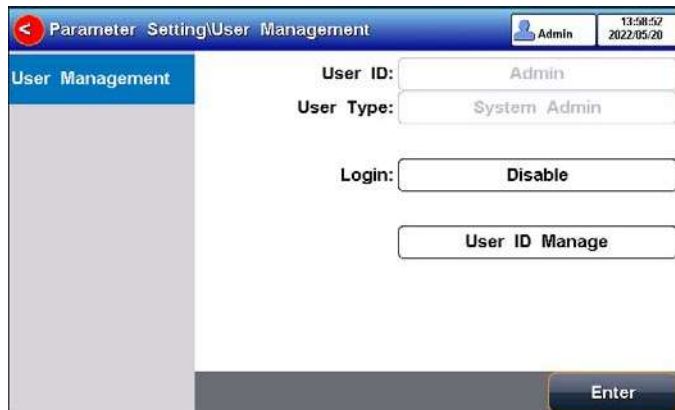 < Parameter Setting\User Management
Admin
13:58:52
2022/05/20
User Management
User ID: Admin
User Type: System Admin
Login: Disable
User ID Manage
Enter